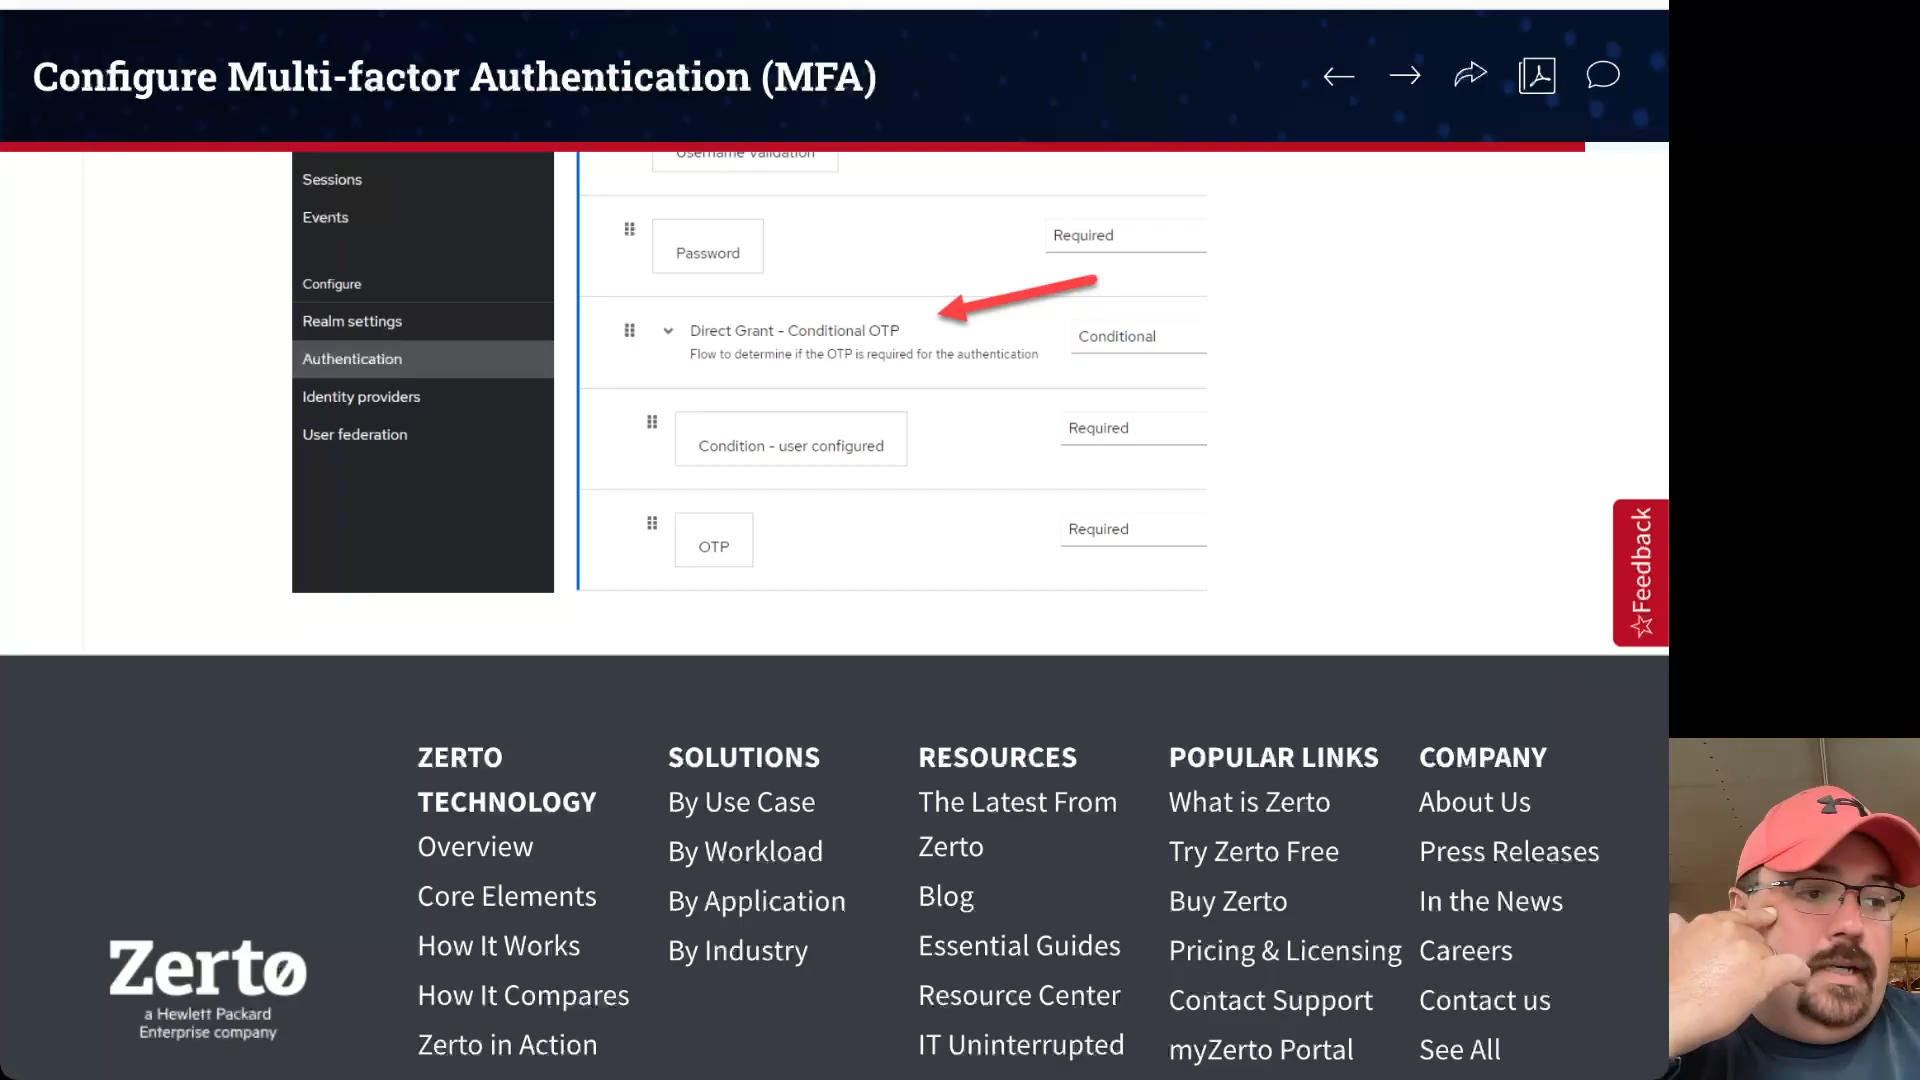 Configure Multi-factor Authentication (MFA)
Username Validation
Sessions
Events
Configure
Realm settings
Authentication
Identity providers
User federation
Password
Required
Direct Grant - Conditional OTP
Flow to determine if the OTP is required for the authentication
Conditional
Condition - user configured
Required
OTP
Required
☆Feedback
Zerto
a Hewlett Packard
Enterprise company
ZERTO
TECHNOLOGY
Overview
Core Elements
How It Works
How It Compares
Zerto in Action
SOLUTIONS
By Use Case
By Workload
By Application
By Industry
RESOURCES
The Latest From
Zerto
Blog
Essential Guides
Resource Center
IT Uninterrupted
POPULAR LINKS
What is Zerto
Try Zerto Free
Buy Zerto
Pricing & Licensing
Contact Support
myZerto Portal
COMPANY
About Us
Press Releases
In the News
Careers
Contact us
See All